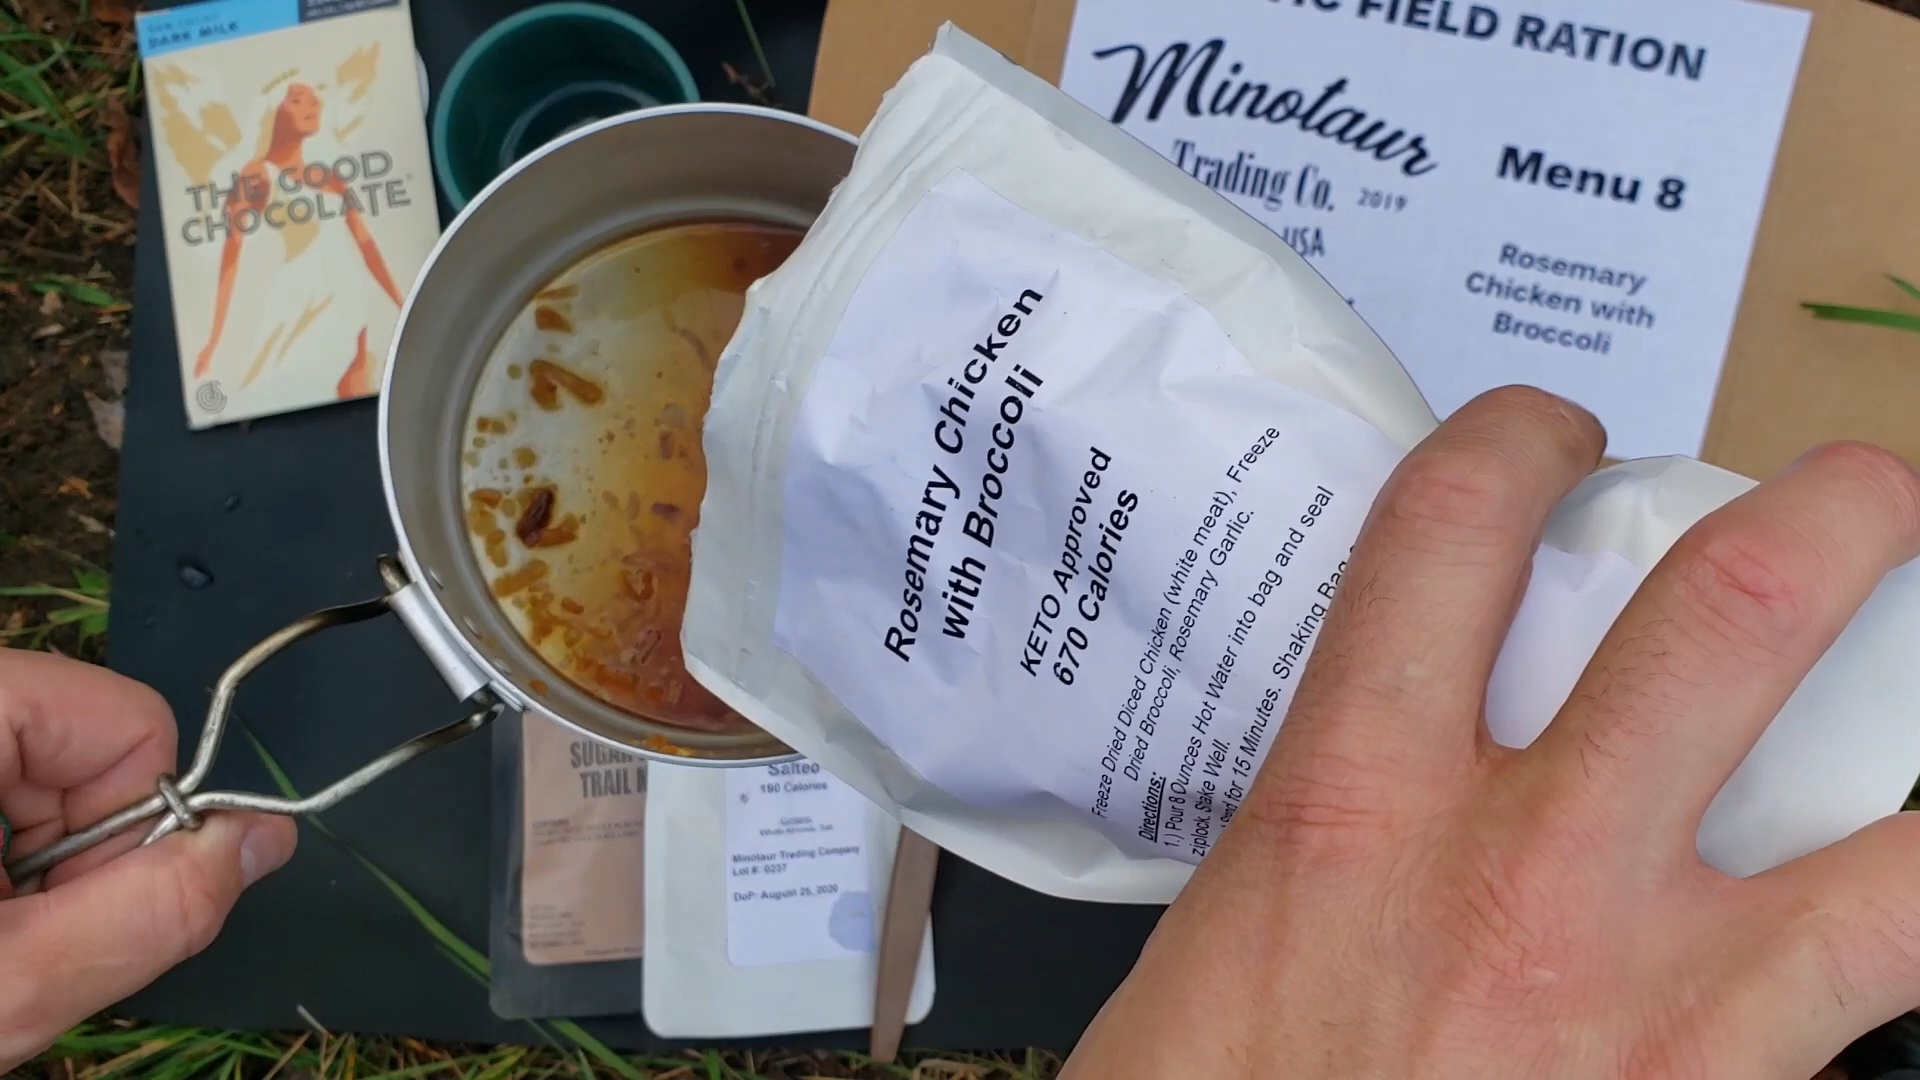 DARK MILK
THE GOOD
CHOCOLATE
FIELD RATION
Minotaur
Trading Co. 2019
USA
Menu 8
Rosemary
Chicken with
Broccoli
Rosemary Chicken
with Broccoli
KETO Approved
670 Calories
Freeze Dried Diced Chicken (white meat), Freeze
Dried Broccoli, Rosemary Garlic.
Directions:
1.) Pour 8 Ounces Hot Water into bag and seal
ziplock. Shake Well.
for 15 Minutes. Shaking Bag
TRAIL
Salted
190 Calories
Minotaur Trading Company
Lot #: 0237
DoP: August 26, 2020